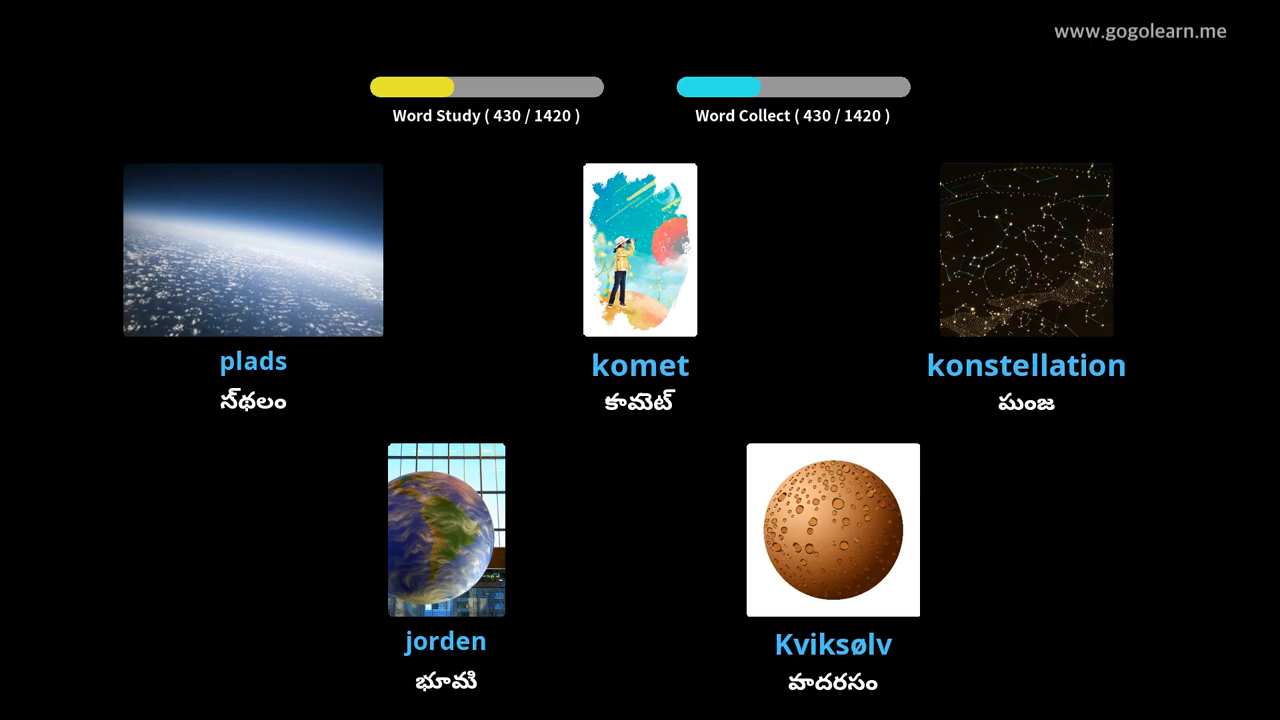 www.gogolearn.me
Word Study ( 430 / 1420 )
Word Collect ( 430 / 1420 )
plads
స్థలం
komet
కామెట్
konstellation
పుంజ
jorden
భూమి
Kviksølv
పాదరసం